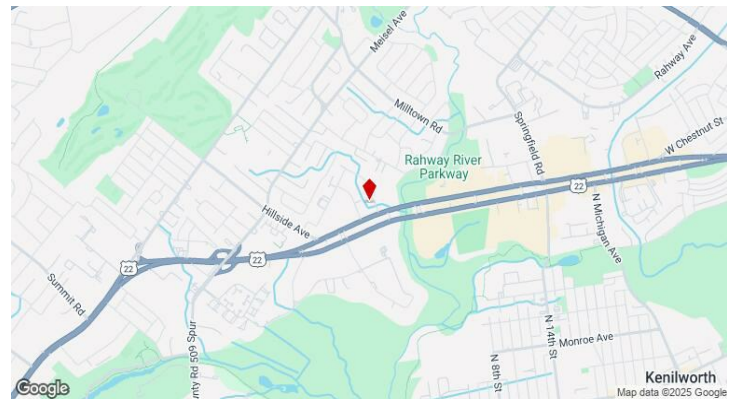 Meisel Ave
Rahway Ave
Milltown Rd
Springfield Rd
W Chestnut St
Rahway River
Parkway
22
N Michigan Ave
Hillside Ave
22
22
Summit Rd
nty Rd 509 Spur
N 14th St
Monroe Ave
N 8th St
Kenilworth
Google
Map data ©2025 Google